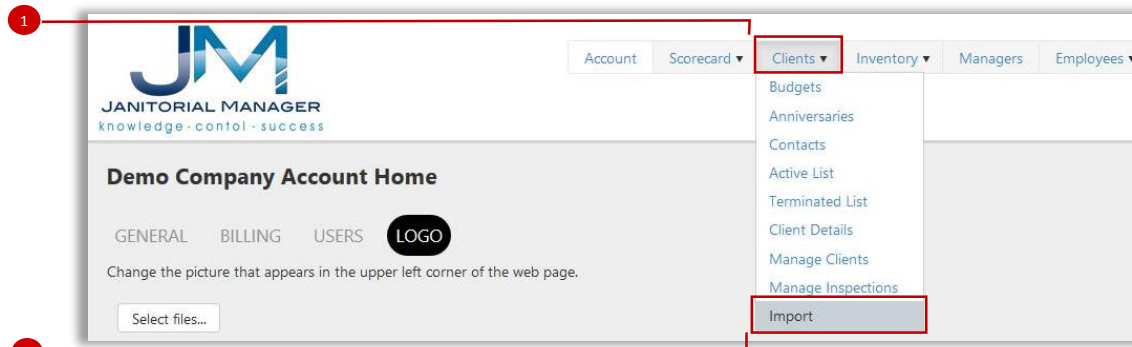 1
JM
JANITORIAL MANAGER
knowledge·contol·success
Account Scorecard ▾ Clients ▾ Inventory ▾ Managers Employees ▾
Budgets
Anniversaries
Contacts
Active List
Terminated List
Client Details
Manage Clients
Manage Inspections
Import
Demo Company Account Home
GENERAL BILLING USERS LOGO
Change the picture that appears in the upper left corner of the web page.
Select files...